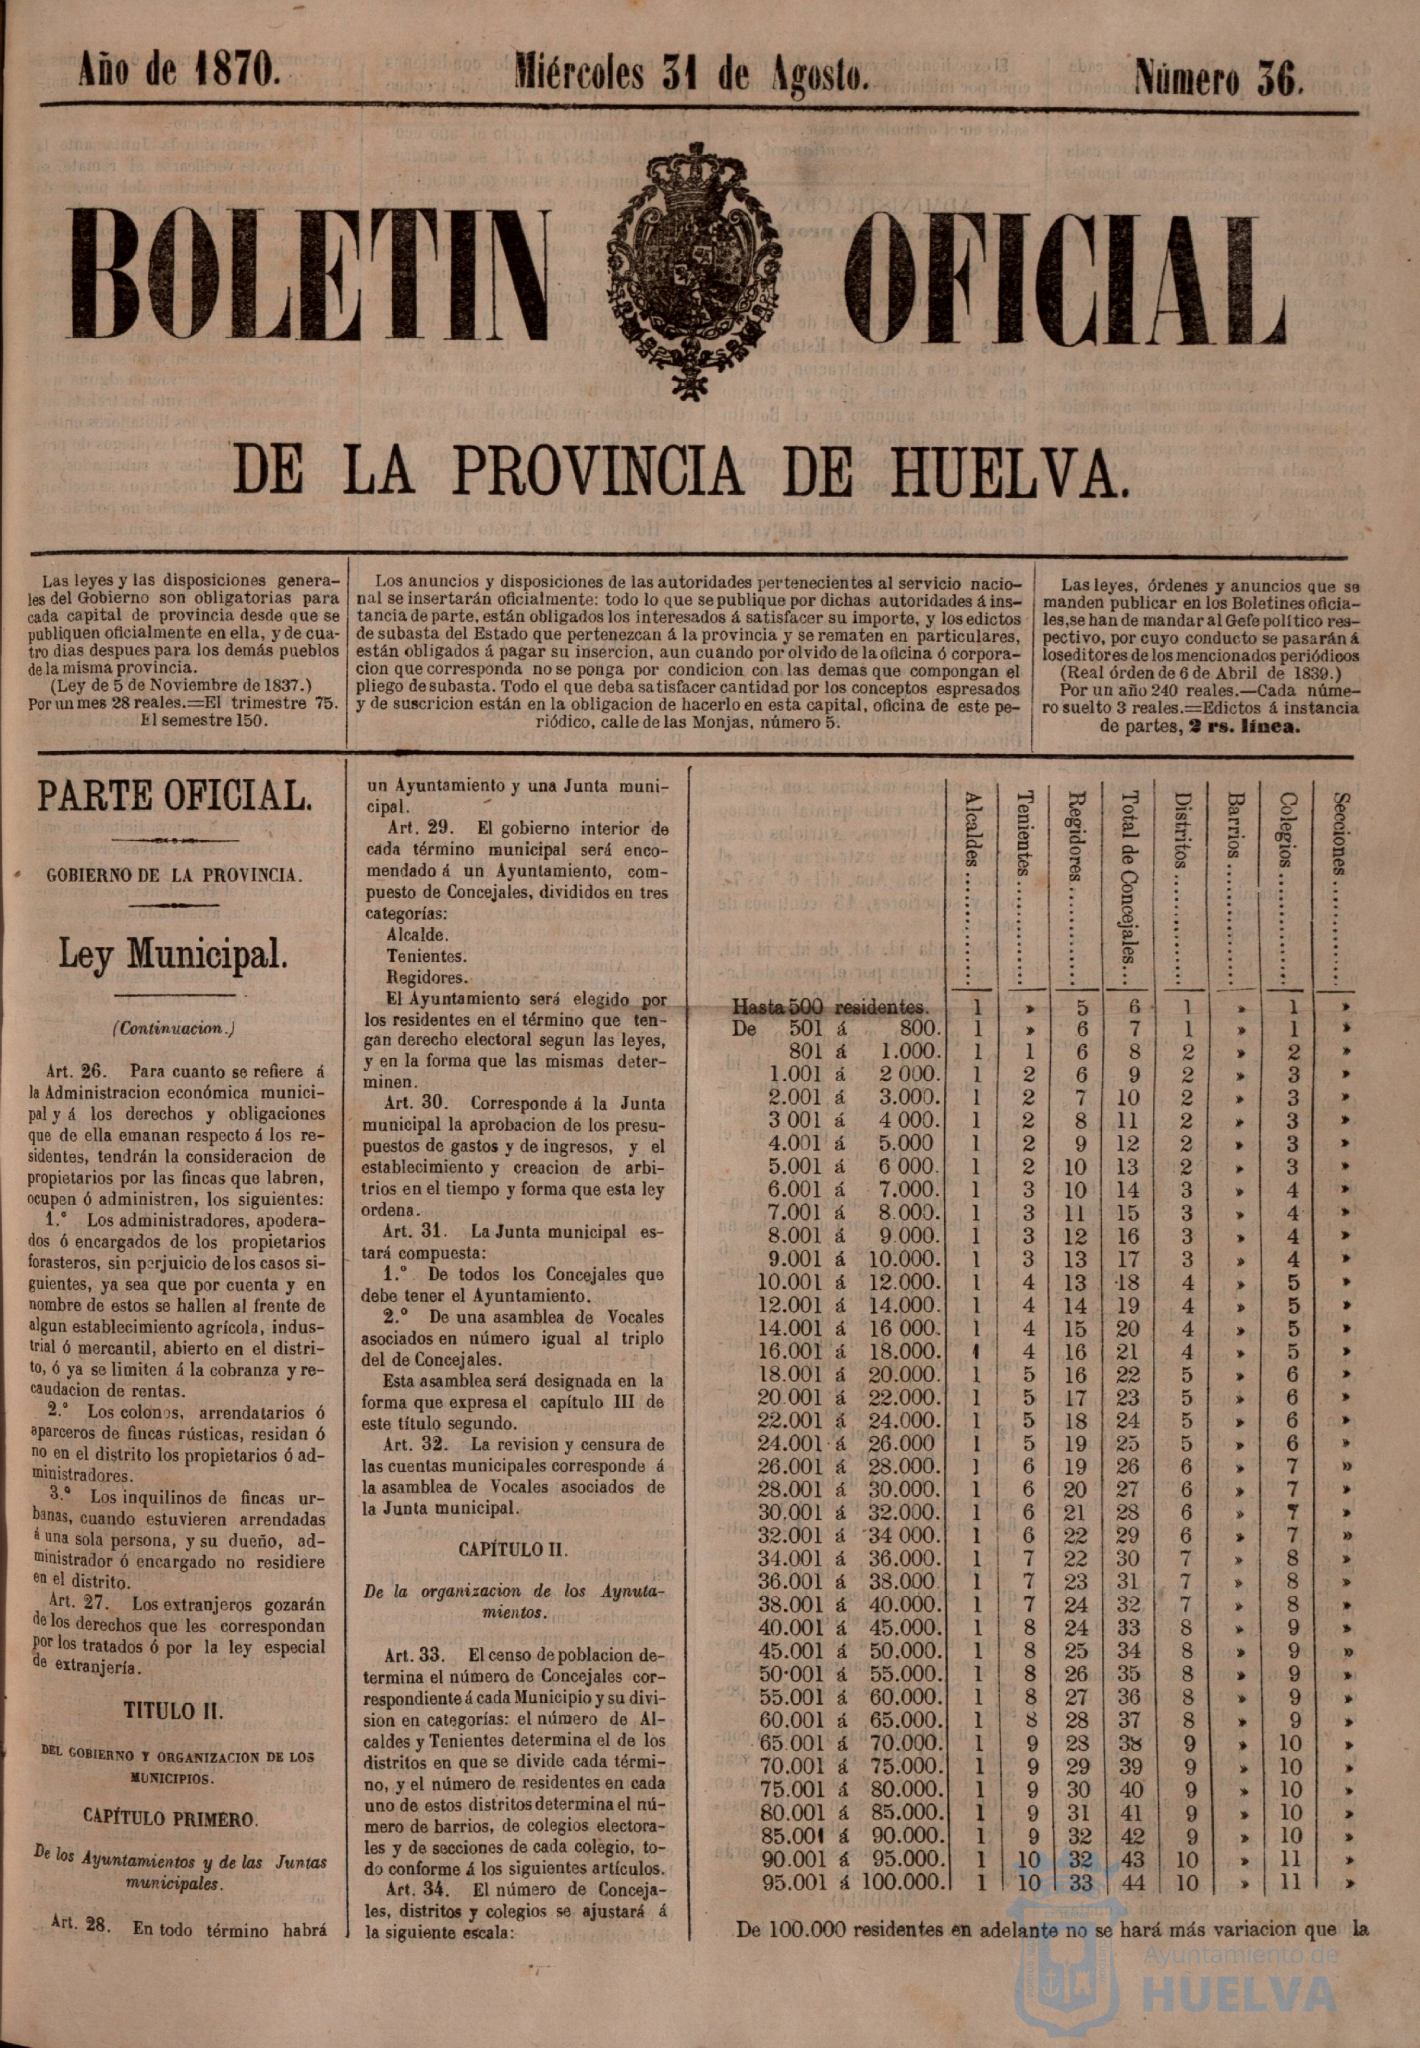 Año de 1870.
Miércoles 31 de Agosto.
Número 36.
BOLETIN OFICIAL
DE LA PROVINCIA DE HUELVA.
Las leyes y las disposiciones genera-
les del Gobierno son obligatorias para
cada capital de provincia desde que se
publiquen oficialmente en ella, y de cua-
tro dias despues para los demás pueblos
de la misma provincia.
(Ley de 5 de Noviembre de 1837.)
Por un mes 28 reales.=El trimestre 75.
El semestre 150.
Los anuncios y disposiciones de las autoridades pertenecientes al servicio nacio-
nal se insertarán oficialmente: todo lo que se publique por dichas autoridades á ins-
tancia de parte, están obligados los interesados á satisfacer su importe, y los edictos
de subasta del Estado que pertenezcan á la provincia y se rematen en particulares,
están obligados á pagar su insercion, aun cuando por olvido de la oficina ó corpora-
cion que corresponda no se ponga por condicion con las demas que compongan el
pliego de subasta. Todo el que deba satisfacer cantidad por los conceptos espresados
y de suscricion están en la obligacion de hacerlo en esta capital, oficina de este pe-
riódico, calle de las Monjas, número 5.
Las leyes, órdenes y anuncios que se
manden publicar en los Boletines oficia-
les, se han de mandar al Gefe político res-
pectivo, por cuyo conducto se pasarán á
los editores de los mencionados periódicos
(Real órden de 6 de Abril de 1839.)
Por un año 240 reales.—Cada núme-
ro suelto 3 reales.=Edictos á instancia
de partes, 2 rs. línea.
PARTE OFICIAL.
GOBIERNO DE LA PROVINCIA.
Ley Municipal.
(Continuacion.)
Art. 26. Para cuanto se refiere á
la Administracion económica munici-
pal y á los derechos y obligaciones
que de ella emanan respecto á los re-
sidentes, tendrán la consideracion de
propietarios por las fincas que labren,
ocupen ó administren, los siguientes:
1.º Los administradores, apodera-
dos ó encargados de los propietarios
forasteros, sin perjuicio de los casos si-
guientes, ya sea que por cuenta y en
nombre de estos se hallen al frente de
algun establecimiento agrícola, indus-
trial ó mercantil, abierto en el distri-
to, ó ya se limiten á la cobranza y re-
caudacion de rentas.
2.º Los colonos, arrendatarios ó
aparceros de fincas rústicas, residan ó
no en el distrito los propietarios ó ad-
ministradores.
3.º Los inquilinos de fincas ur-
banas, cuando estuvieren arrendadas
á una sola persona, y su dueño, ad-
ministrador ó encargado no residiere
en el distrito.
Art. 27. Los extranjeros gozarán
de los derechos que les correspondan
por los tratados ó por la ley especial
de extranjería.
TITULO II.
DEL GOBIERNO Y ORGANIZACION DE LOS
MUNICIPIOS.
CAPÍTULO PRIMERO.
De los Ayuntamientos y de las Juntas
municipales.
Art. 28. En todo término habrá
un Ayuntamiento y una Junta muni-
cipal.
Art. 29. El gobierno interior de
cada término municipal será enco-
mendado á un Ayuntamiento, com-
puesto de Concejales, divididos en tres
categorías:
Alcalde.
Tenientes.
Regidores.
El Ayuntamiento será elegido por
los residentes en el término que ten-
gan derecho electoral segun las leyes,
y en la forma que las mismas deter-
minen.
Art. 30. Corresponde á la Junta
municipal la aprobacion de los presu-
puestos de gastos y de ingresos, y el
establecimiento y creacion de arbi-
trios en el tiempo y forma que esta ley
ordena.
Art. 31. La Junta municipal es-
tará compuesta:
1.º De todos los Concejales que
debe tener el Ayuntamiento.
2.º De una asamblea de Vocales
asociados en número igual al triplo
del de Concejales.
Esta asamblea será designada en la
forma que expresa el capítulo III de
este título segundo.
Art. 32. La revision y censura de
las cuentas municipales corresponde á
la asamblea de Vocales asociados de
la Junta municipal.
CAPÍTULO II.
De la organizacion de los Aynuta-
mientos.
Art. 33. El censo de poblacion de-
termina el número de Concejales cor-
respondiente á cada Municipio y su divi-
sion en categorías: el número de Al-
caldes y Tenientes determina el de los
distritos en que se divide cada térmi-
no, y el número de residentes en cada
uno de estos distritos determina el nú-
mero de barrios, de colegios electora-
les y de secciones de cada colegio, to-
do conforme á los siguientes artículos.
Art. 34. El número de Conceja-
les, distritos y colegios se ajustará á
la siguiente escala:
Alcaldes.......... Tenientes.......... Regidores.......... Total de Concejales... Distritos.......... Barrios.......... Colegios.......... Secciones..........
Hasta 500 residentes. 1 » 5 6 1 » 1 »
De 501 á 800. 1 » 6 7 1 » 1 »
801 á 1.000. 1 1 6 8 2 » 2 »
1.001 á 2 000. 1 2 6 9 2 » 3 »
2.001 á 3.000. 1 2 7 10 2 » 3 »
3 001 á 4 000. 1 2 8 11 2 » 3 »
4.001 á 5.000 1 2 9 12 2 » 3 »
5.001 á 6 000. 1 2 10 13 2 » 3 »
6.001 á 7.000. 1 3 10 14 3 » 4 »
7.001 á 8.000. 1 3 11 15 3 » 4 »
8.001 á 9.000. 1 3 12 16 3 » 4 »
9.001 á 10.000. 1 3 13 17 3 » 4 »
10.001 á 12.000. 1 4 13 18 4 » 5 »
12.001 á 14.000. 1 4 14 19 4 » 5 »
14.001 á 16 000. 1 4 15 20 4 » 5 »
16.001 á 18.000. 1 4 16 21 4 » 5 »
18.001 á 20.000. 1 5 16 22 5 » 6 »
20.001 á 22.000. 1 5 17 23 5 » 6 »
22.001 á 24.000. 1 5 18 24 5 » 6 »
24.001 á 26.000 1 5 19 25 5 » 6 »
26.001 á 28.000. 1 6 19 26 6 » 7 »
28.001 á 30.000. 1 6 20 27 6 » 7 »
30.001 á 32.000. 1 6 21 28 6 » 7 »
32.001 á 34 000. 1 6 22 29 6 » 7 »
34.001 á 36.000. 1 7 22 30 7 » 8 »
36.001 á 38.000 1 7 23 31 7 » 8 »
38.001 á 40.000. 1 7 24 32 7 » 8 »
40.001 á 45.000. 1 8 24 33 8 » 9 »
45.001 á 50.000. 1 8 25 34 8 » 9 »
50·001 á 55.000. 1 8 26 35 8 » 9 »
55.001 á 60.000. 1 8 27 36 8 » 9 »
60.001 á 65.000. 1 8 28 37 8 » 9 »
65.001 á 70.000. 1 9 28 38 9 » 10 »
70.001 á 75.000. 1 9 29 39 9 » 10 »
75.001 á 80.000. 1 9 30 40 9 » 10 »
80.001 á 85.000. 1 9 31 41 9 » 10 »
85.001 á 90.000. 1 9 32 42 9 » 10 »
90.001 á 95.000. 1 10 32 43 10 » 11 »
95.001 á 100.000. 1 10 33 44 10 » 11 »
De 100.000 residentes en adelante no se hará más variacion que la
Ayuntamiento de
HUELVA